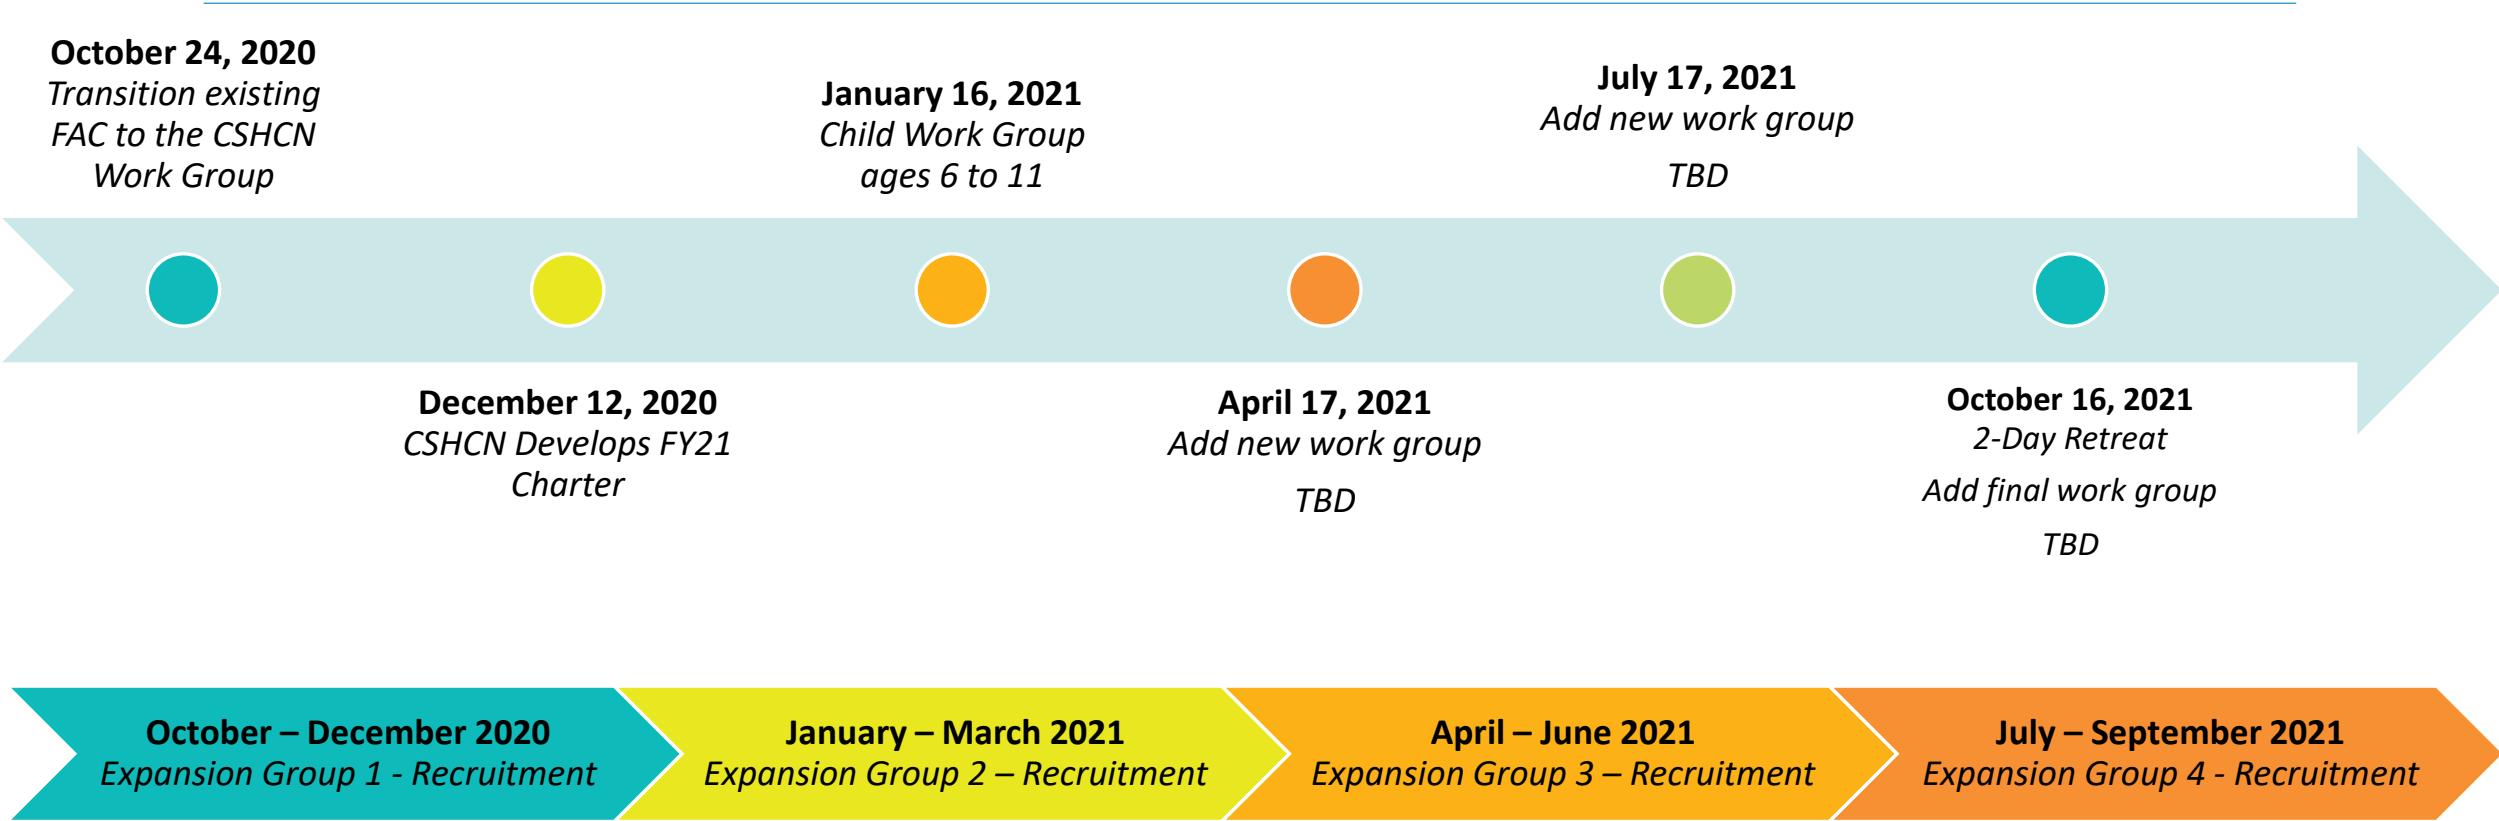 October 24, 2020
Transition existing
FAC to the CSHCN
Work Group
January 16, 2021
Child Work Group
ages 6 to 11
July 17, 2021
Add new work group
TBD
December 12, 2020
CSHCN Develops FY21
Charter
April 17, 2021
Add new work group
TBD
October 16, 2021
2-Day Retreat
Add final work group
TBD
October – December 2020
Expansion Group 1 - Recruitment
January – March 2021
Expansion Group 2 – Recruitment
April – June 2021
Expansion Group 3 – Recruitment
July – September 2021
Expansion Group 4 - Recruitment